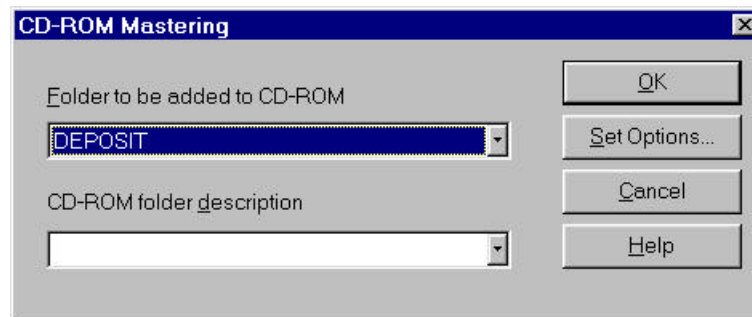 CD-ROM Mastering
Folder to be added to CD-ROM
DEPOSIT
CD-ROM folder description
OK
Set Options...
Cancel
Help